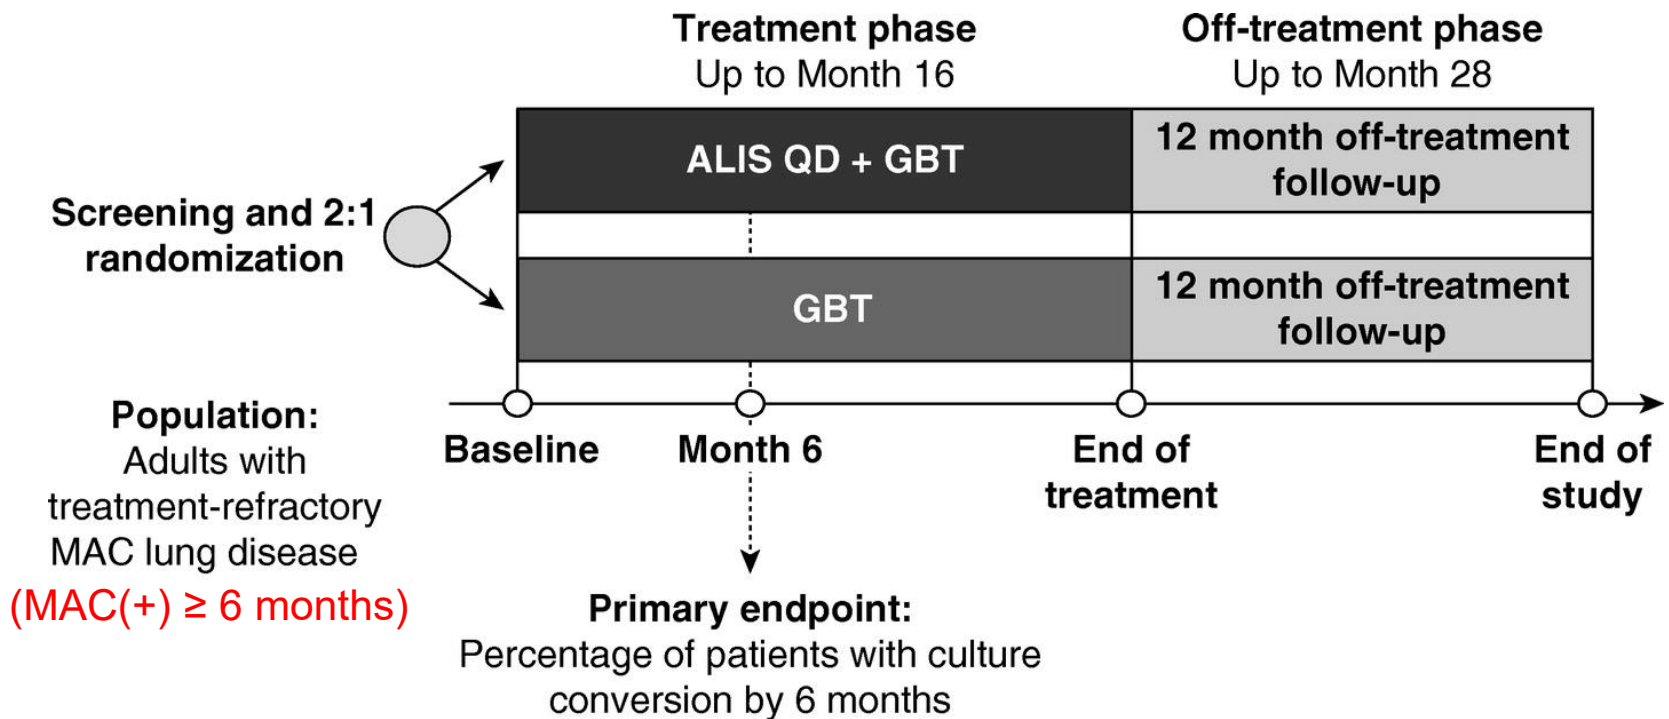 Treatment phase
Up to Month 16
Off-treatment phase
Up to Month 28
ALIS QD + GBT
12 month off-treatment
follow-up
Screening and 2:1
randomization
GBT
12 month off-treatment
follow-up
Baseline
Month 6
End of
treatment
End of
study
Population:
Adults with
treatment-refractory
MAC lung disease
(MAC(+) ≥ 6 months)
Primary endpoint:
Percentage of patients with culture
conversion by 6 months